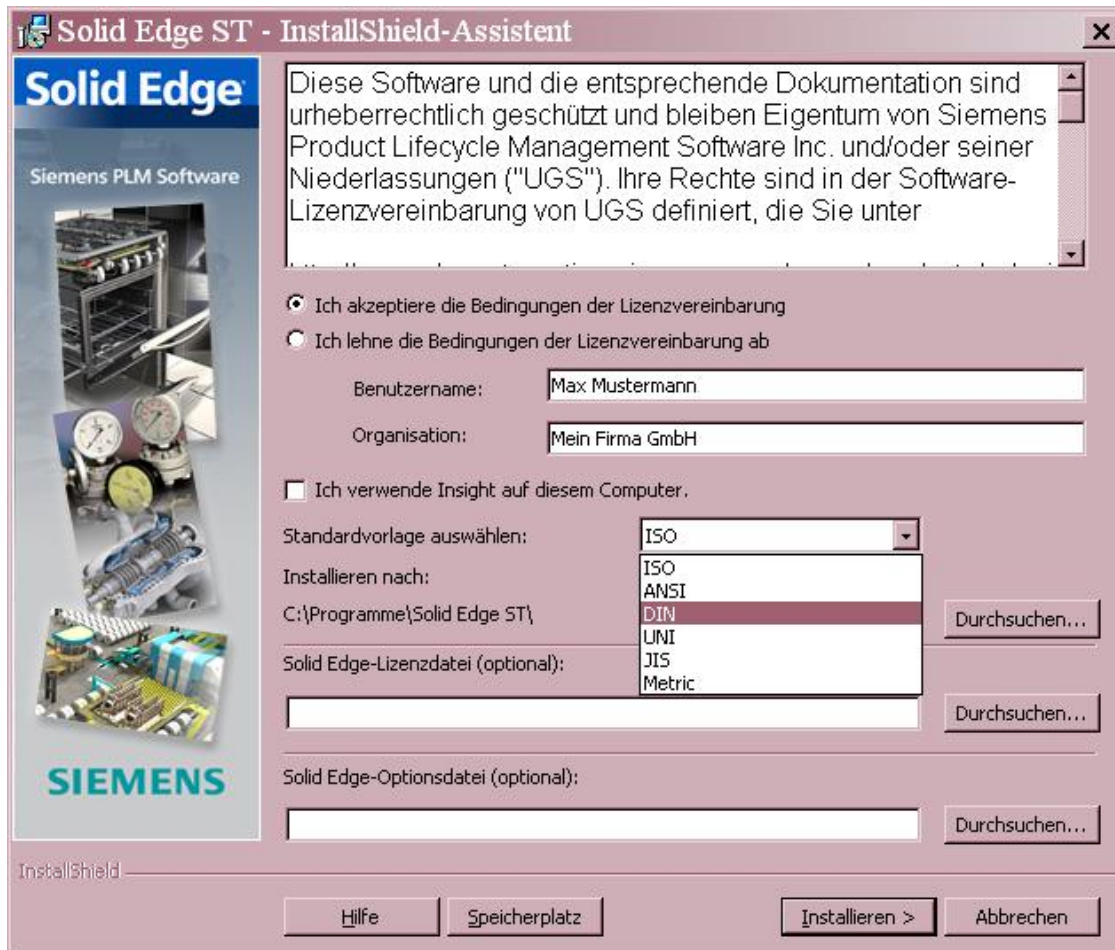 Solid Edge ST - InstallShield-Assistent
Solid Edge
Siemens PLM Software
SIEMENS
Diese Software und die entsprechende Dokumentation sind
urheberrechtlich geschützt und bleiben Eigentum von Siemens
Product Lifecycle Management Software Inc. und/oder seiner
Niederlassungen ("UGS"). Ihre Rechte sind in der Software-
Lizenzvereinbarung von UGS definiert, die Sie unter
Ich akzeptiere die Bedingungen der Lizenzvereinbarung
Ich lehne die Bedingungen der Lizenzvereinbarung ab
Benutzername: Max Mustermann
Organisation: Mein Firma GmbH
Ich verwende Insight auf diesem Computer.
Standardvorlage auswählen: ISO
ISO
ANSI
DIN
UNI
JIS
Metric
Installieren nach:
C:\Programme\Solid Edge ST\
Durchsuchen...
Solid Edge-Lizenzdatei (optional):
Durchsuchen...
Solid Edge-Optionsdatei (optional):
Durchsuchen...
InstallShield
Hilfe Speicherplatz Installieren > Abbrechen